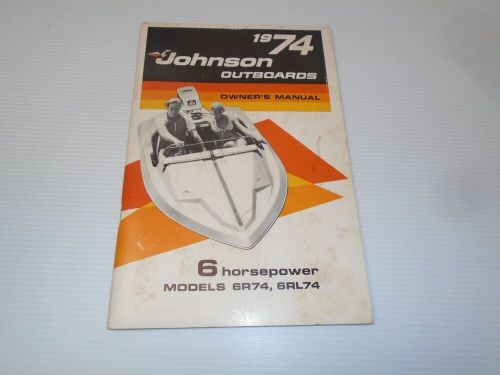 1974
Johnson
OUTBOARDS
OWNER'S MANUAL
6 horsepower
MODELS 6R74, 6RL74